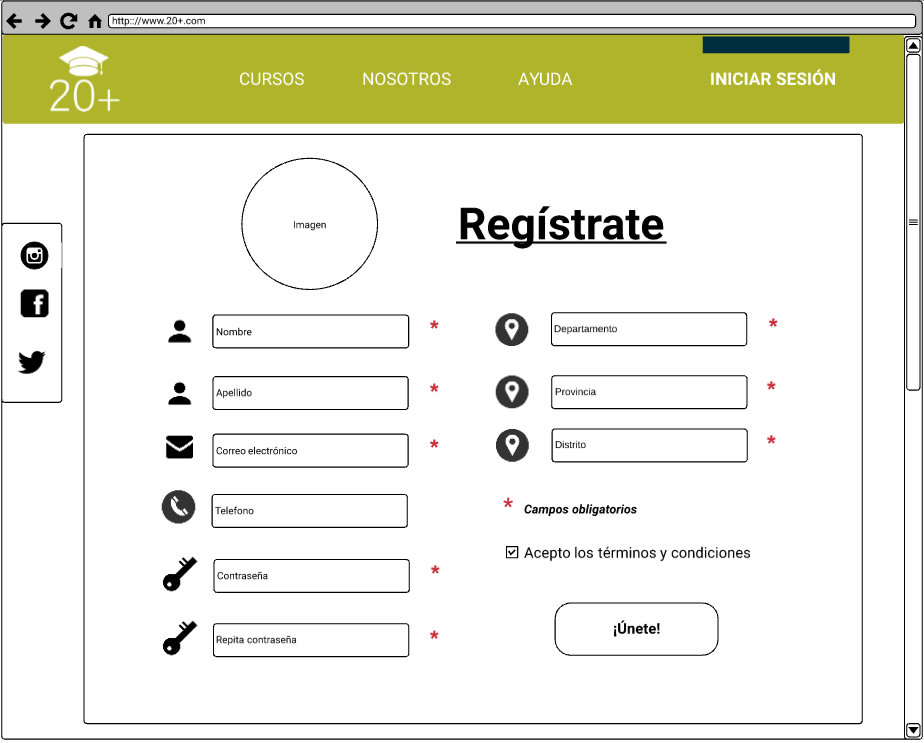 http://www.20+.com
20+
CURSOS
NOSOTROS
AYUDA
INICIAR SESIÓN
Imagen
Regístrate
Nombre *
Apellido *
Correo electrónico *
Telefono
Contraseña *
Repita contraseña *
Departamento *
Provincia *
Distrito *
* Campos obligatorios
Acepto los términos y condiciones
¡Únete!